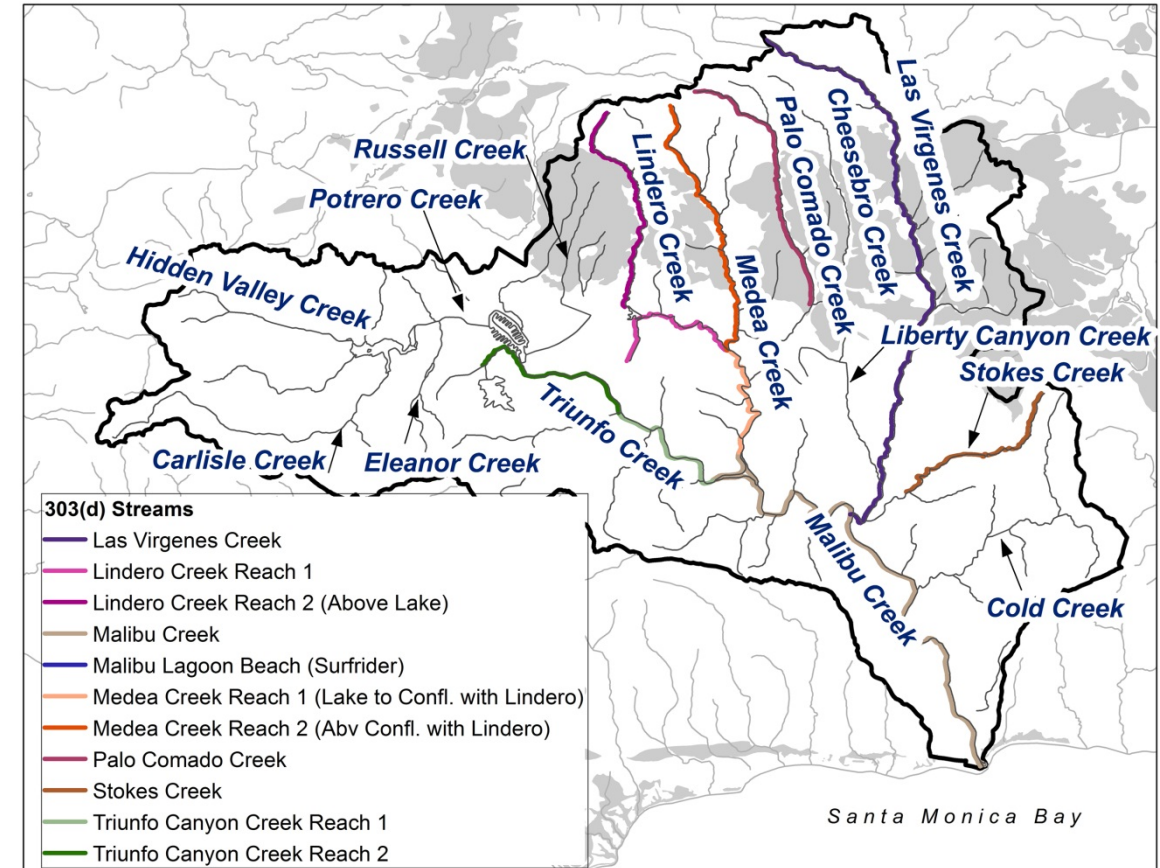 Las Virgenes Creek
Cheesebro Creek
Palo Comado Creek
Lindero Creek
Russell Creek
Potrero Creek
Hidden Valley Creek
Medea Creek
Liberty Canyon Creek
Stokes Creek
Triunfo Creek
Carlisle Creek
Eleanor Creek
Malibu Creek
Cold Creek
303(d) Streams
Las Virgenes Creek
Lindero Creek Reach 1
Lindero Creek Reach 2 (Above Lake)
Malibu Creek
Malibu Lagoon Beach (Surfrider)
Medea Creek Reach 1 (Lake to Confl. with Lindero)
Medea Creek Reach 2 (Abv Confl. with Lindero)
Palo Comado Creek
Stokes Creek
Triunfo Canyon Creek Reach 1
Triunfo Canyon Creek Reach 2
Santa Monica Bay